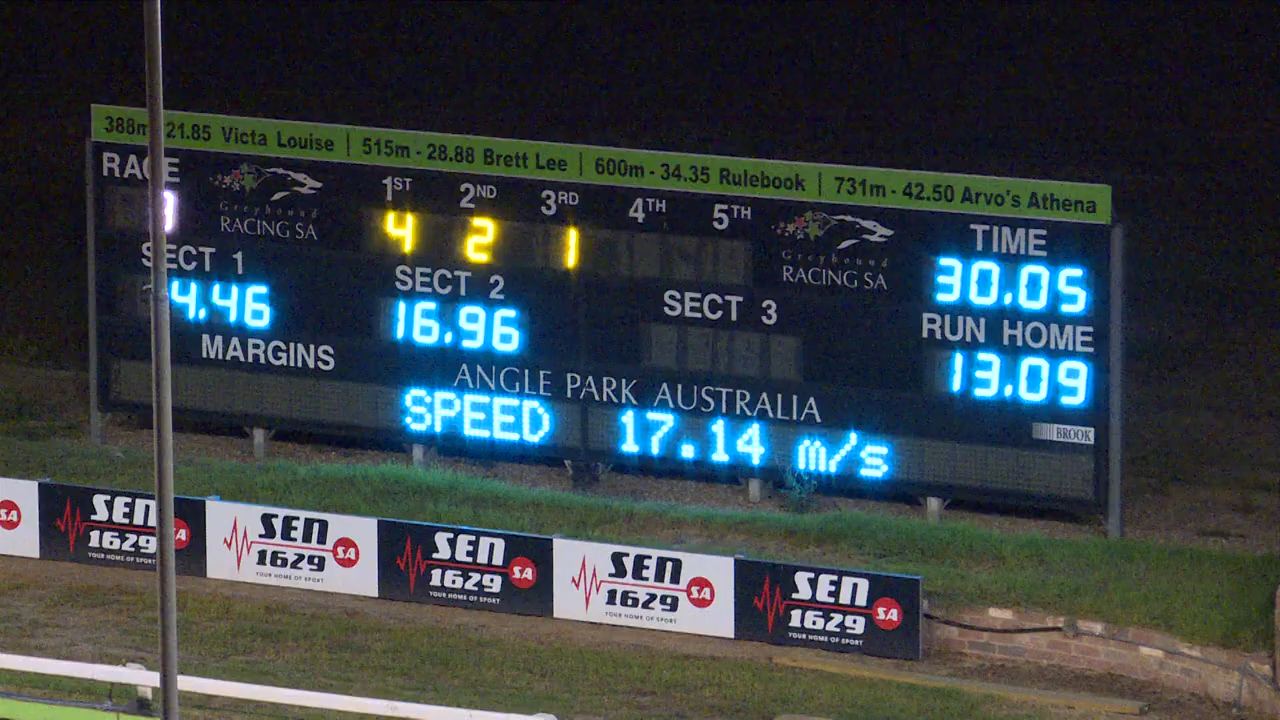 388m 21.85 Victa Louise | 515m - 28.88 Brett Lee | 600m - 34.35 Rulebook | 731m - 42.50 Arvo's Athena
RACE
Greyhound
RACING SA
1ST 2ND 3RD 4TH 5TH
4 2 1
Greyhound
RACING SA
TIME
30.05
SECT 1
4.46
SECT 2
16.96
SECT 3
RUN HOME
13.09
MARGINS
ANGLE PARK AUSTRALIA
SPEED 17.14 m/s
BROOK
SA
SEN
1629 SA
YOUR HOME OF SPORT
SEN
1629 SA
YOUR HOME OF SPORT
SEN
1629 SA
YOUR HOME OF SPORT
SEN
1629 SA
YOUR HOME OF SPORT
SEN
1629 SA
YOUR HOME OF SPORT